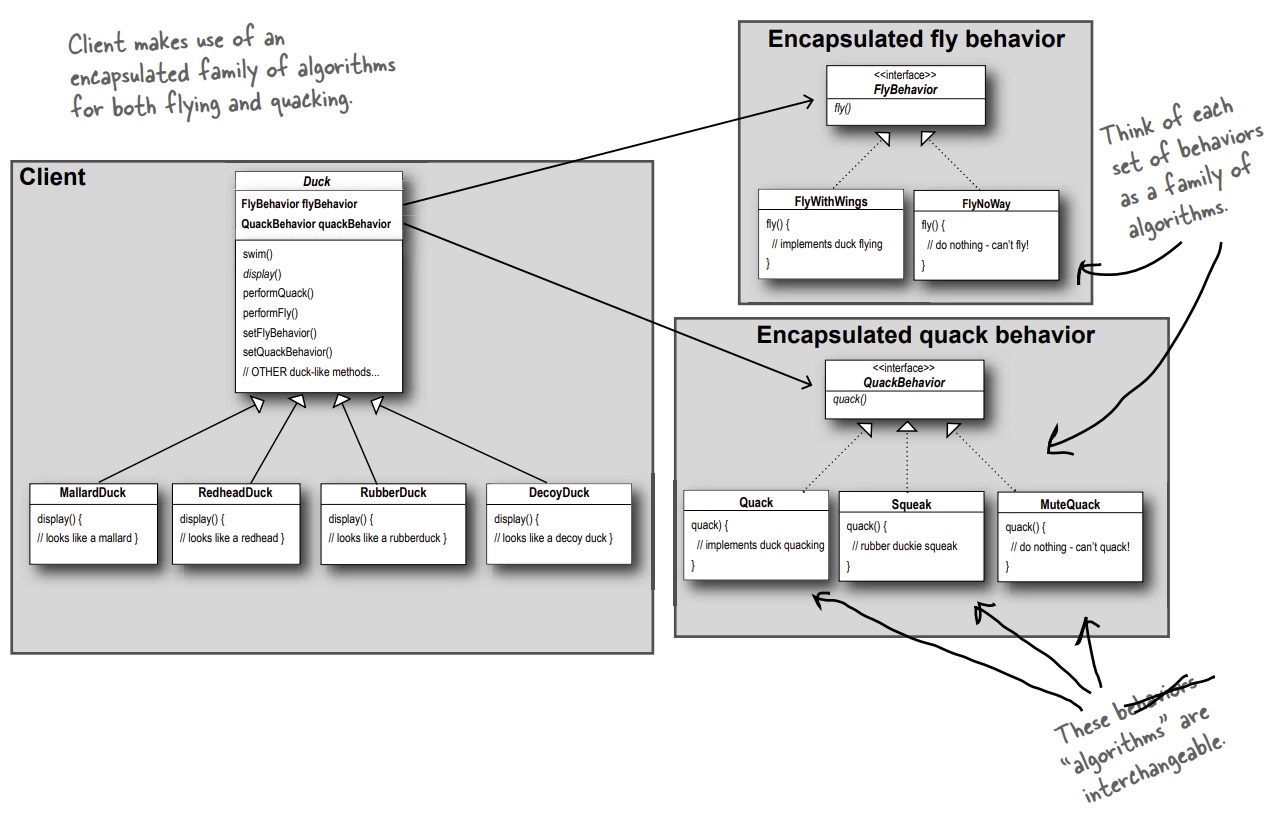 Client makes use of an
encapsulated family of algorithms
for both flying and quacking.
Client
Duck
FlyBehavior flyBehavior
QuackBehavior quackBehavior
swim()
display()
performQuack()
performFly()
setFlyBehavior()
setQuackBehavior()
// OTHER duck-like methods...
MallardDuck
display() {
// looks like a mallard }
RedheadDuck
display() {
// looks like a redhead }
RubberDuck
display() {
// looks like a rubberduck }
DecoyDuck
display() {
// looks like a decoy duck }
Encapsulated fly behavior
<<interface>>
FlyBehavior
fly()
FlyWithWings
fly() {
// implements duck flying
}
FlyNoWay
fly() {
// do nothing - can't fly!
}
Think of each
set of behaviors
as a family of
algorithms.
Encapsulated quack behavior
<<interface>>
QuackBehavior
quack()
Quack
quack) {
// implements duck quacking
}
Squeak
quack() {
// rubber duckie squeak
}
MuteQuack
quack() {
// do nothing - can't quack!
}
These behaviors
“algorithms” are
interchangeable.